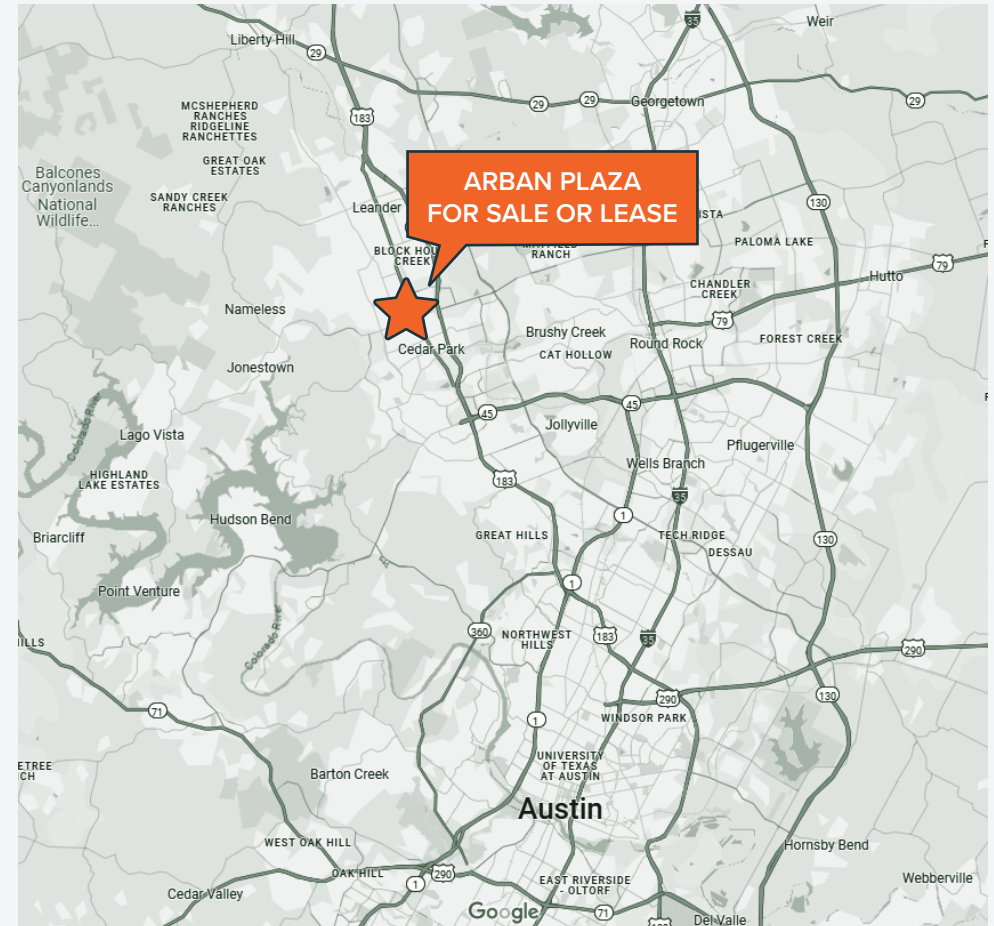 35
Weir
Liberty Hill
29
29
29
Georgetown
29
MCSHEPHERD
RANCHES
RIDGELINE
RANCHETTES
183
GREAT OAK
ESTATES
Balcones
Canyonlands
National
Wildlife...
SANDY CREEK
RANCHES
ARBAN PLAZA
FOR SALE OR LEASE
Leander
130
PALOMA LAKE
BLOCK
CREEK
RANCH
79
Hutto
CHANDLER
CREEK
Nameless
79
Brushy Creek
Round Rock
FOREST CREEK
Cedar Park
CAT HOLLOW
Jonestown
45
45
Colorado River
Lago Vista
Jollyville
Pflugerville
Wells Branch
HIGHLAND
LAKE ESTATES
183
35
Hudson Bend
1
Briarcliff
GREAT HILLS
TECH RIDGE
130
DESSAU
Point Venture
1
Colorado River
360
NORTHWEST
HILLS
183
35
290
290
130
71
1
WINDSOR PARK
UNIVERSITY
OF TEXAS
AT AUSTIN
Barton Creek
Austin
WEST OAK HILL
Hornsby Bend
OAK HILL
290
1
EAST RIVERSIDE
- OLTORF
Webberville
Cedar Valley
Google
71
Del Valle